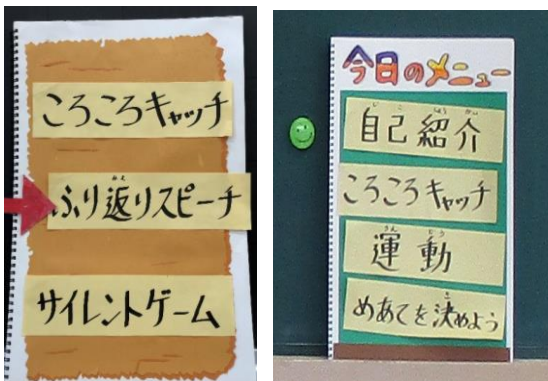 ころころキャッチ
ふり返りスピーチ
サイレントゲーム
今日のメニュー
自己紹介
ころころキャッチ
運動
めあてを決めよう